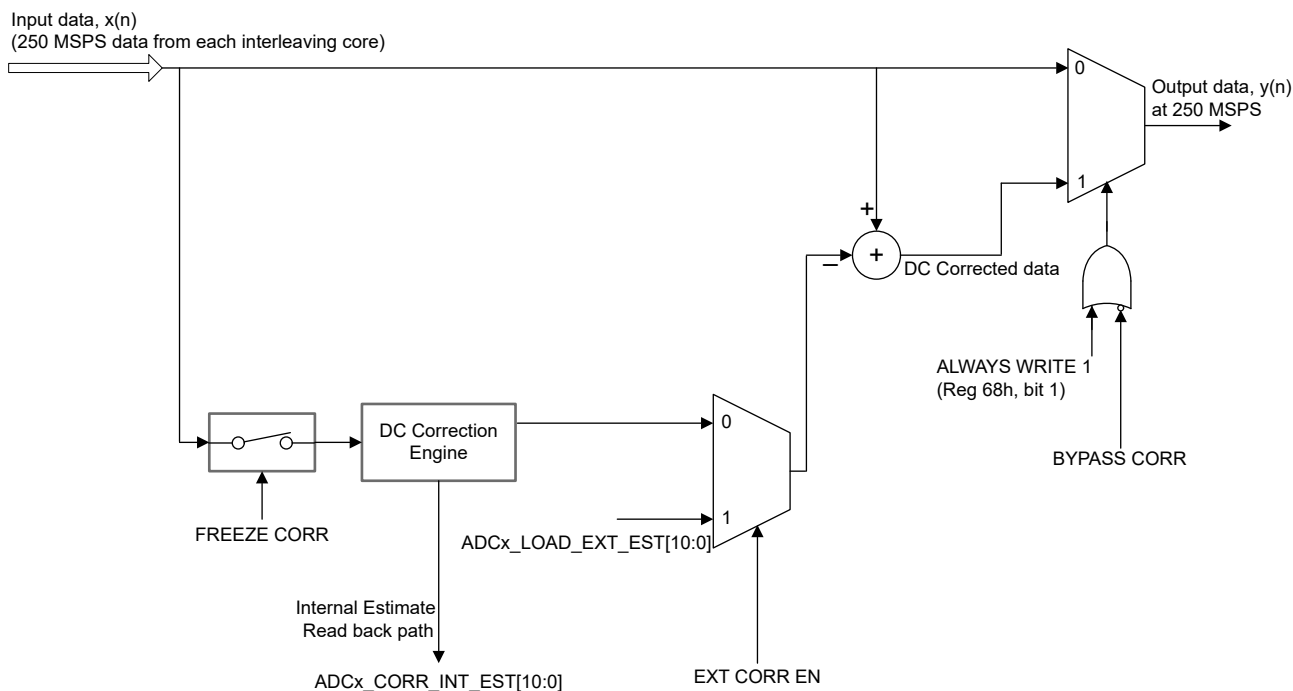 Input data, x(n)
(250 MSPS data from each interleaving core)
0
Output data, y(n)
at 250 MSPS
1
+
+
–
DC Corrected data
ALWAYS WRITE 1
(Reg 68h, bit 1)
BYPASS CORR
DC Correction
Engine
0
FREEZE CORR
1
ADCx_LOAD_EXT_EST[10:0]
Internal Estimate
Read back path
EXT CORR EN
ADCx_CORR_INT_EST[10:0]